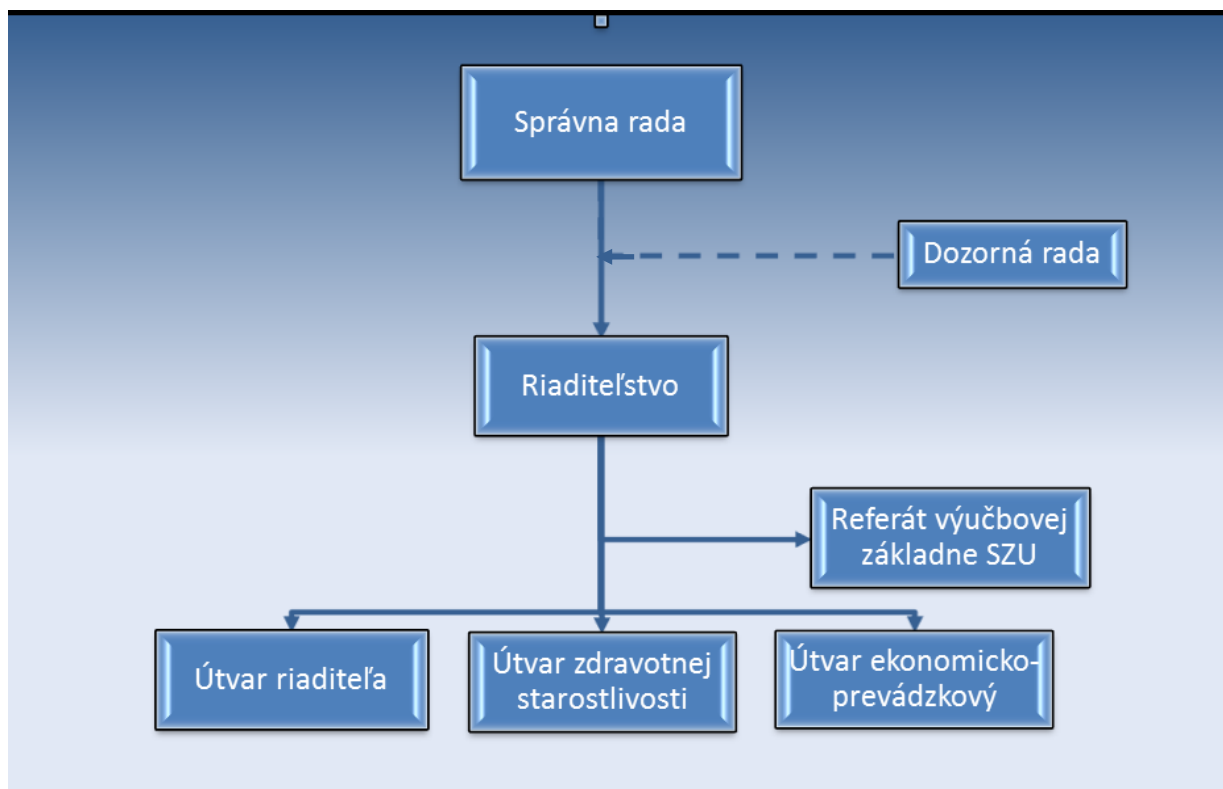 Správna rada
Dozorná rada
Riaditeľstvo
Referát výučbovej
základne SZU
Útvar riaditeľa
Útvar zdravotnej
starostlivosti
Útvar ekonomicko-
prevádzkový